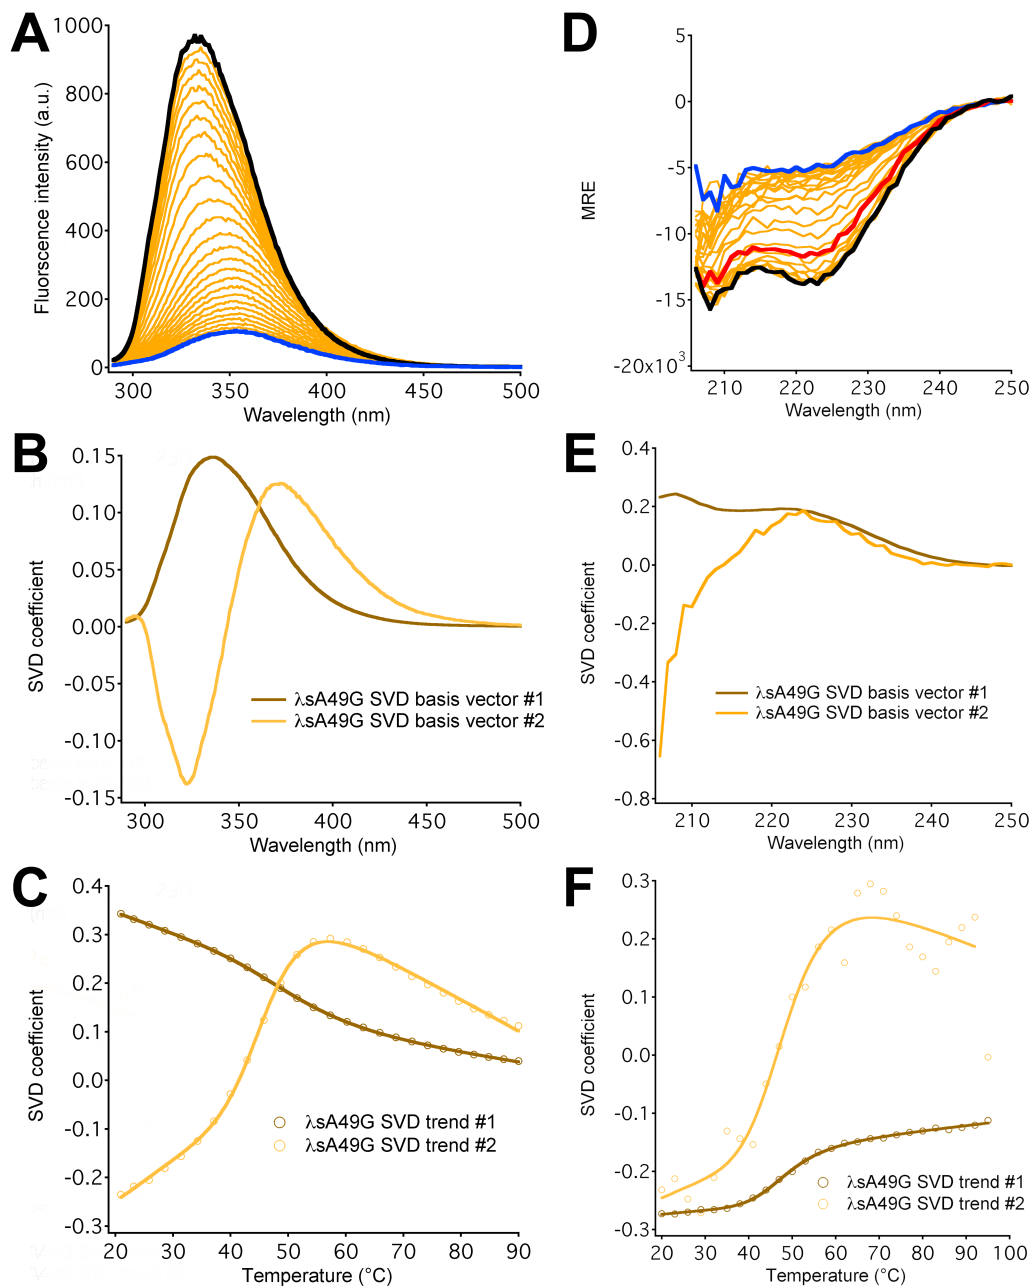 A
1000
800
600
400
200
0
Fluorescence intensity (a.u.)
300
350
400
450
500
Wavelength (nm)
D
5
0
-5
-10
-15
-20x10³
MRE
210
220
230
240
250
Wavelength (nm)
B
0.15
0.10
0.05
0.00
-0.05
-0.10
-0.15
SVD coefficient
λsA49G SVD basis vector #1
λsA49G SVD basis vector #2
300
350
400
450
500
Wavelength (nm)
E
0.4
0.2
0.0
-0.2
-0.4
-0.6
-0.8
SVD coefficient
λsA49G SVD basis vector #1
λsA49G SVD basis vector #2
210
220
230
240
250
Wavelength (nm)
C
0.4
0.3
0.2
0.1
0.0
-0.1
-0.2
-0.3
SVD coefficient
λsA49G SVD trend #1
λsA49G SVD trend #2
20
30
40
50
60
70
80
90
Temperature (°C)
F
0.3
0.2
0.1
0.0
-0.1
-0.2
-0.3
SVD coefficient
λsA49G SVD trend #1
λsA49G SVD trend #2
20
30
40
50
60
70
80
90
100
Temperature (°C)